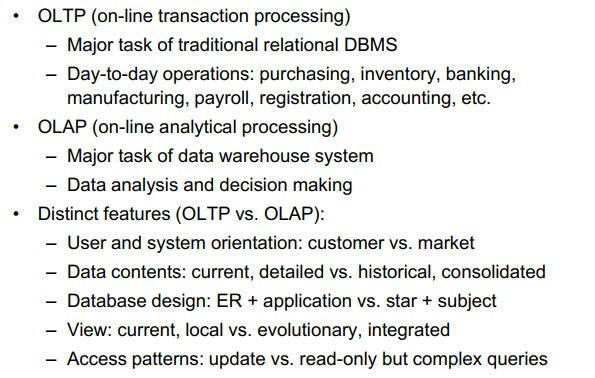 • OLTP (on-line transaction processing)
– Major task of traditional relational DBMS
– Day-to-day operations: purchasing, inventory, banking,
manufacturing, payroll, registration, accounting, etc.
• OLAP (on-line analytical processing)
– Major task of data warehouse system
– Data analysis and decision making
• Distinct features (OLTP vs. OLAP):
– User and system orientation: customer vs. market
– Data contents: current, detailed vs. historical, consolidated
– Database design: ER + application vs. star + subject
– View: current, local vs. evolutionary, integrated
– Access patterns: update vs. read-only but complex queries